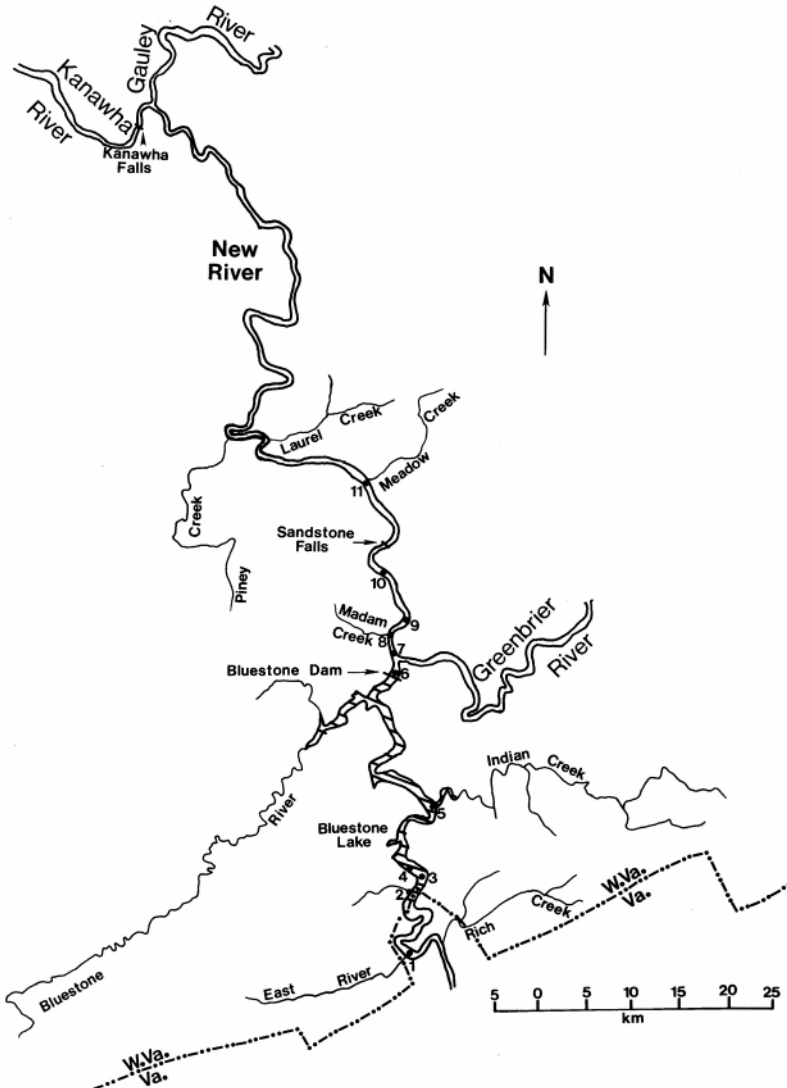 River
Gauley
Kanawha
River
Kanawha
Falls
New
River
N
Creek
Creek
Laurel
Meadow
11
Creek
Sandstone
Falls
Piney
10
Madam
Creek
9
8
7
Greenbrier
River
Bluestone Dam
6
Indian
Creek
River
5
Bluestone
Lake
W.Va.
Va.
4
3
2
Creek
Rich
1
River
East
Bluestone
5 0 5 10 15 20 25
km
W.Va.
Va.